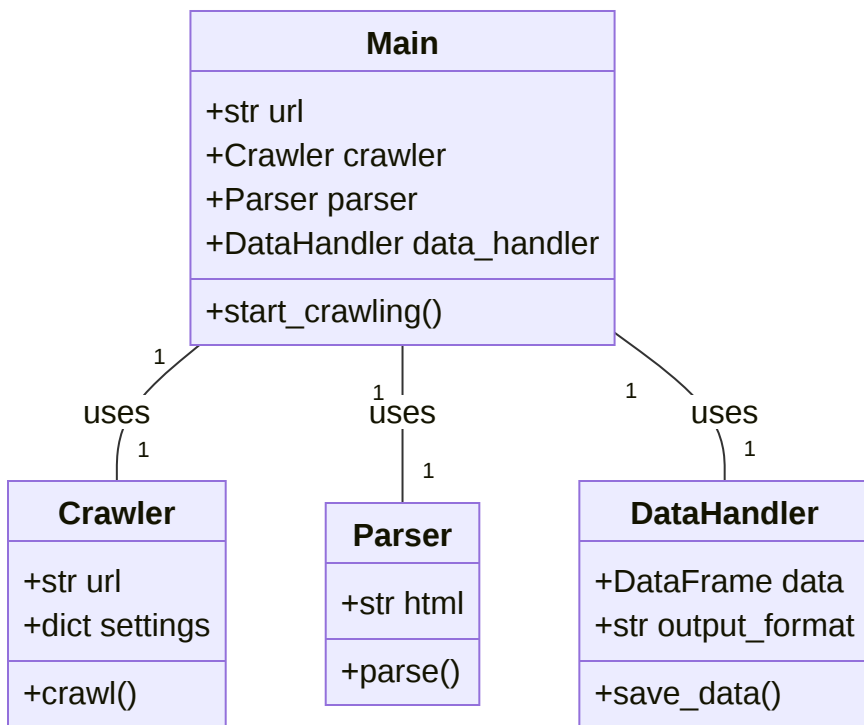 Main
+str url
+Crawler crawler
+Parser parser
+DataHandler data_handler
+start_crawling()
1
1
1
uses
uses
uses
1
1
1
Crawler
+str url
+dict settings
+crawl()
Parser
+str html
+parse()
DataHandler
+DataFrame data
+str output_format
+save_data()